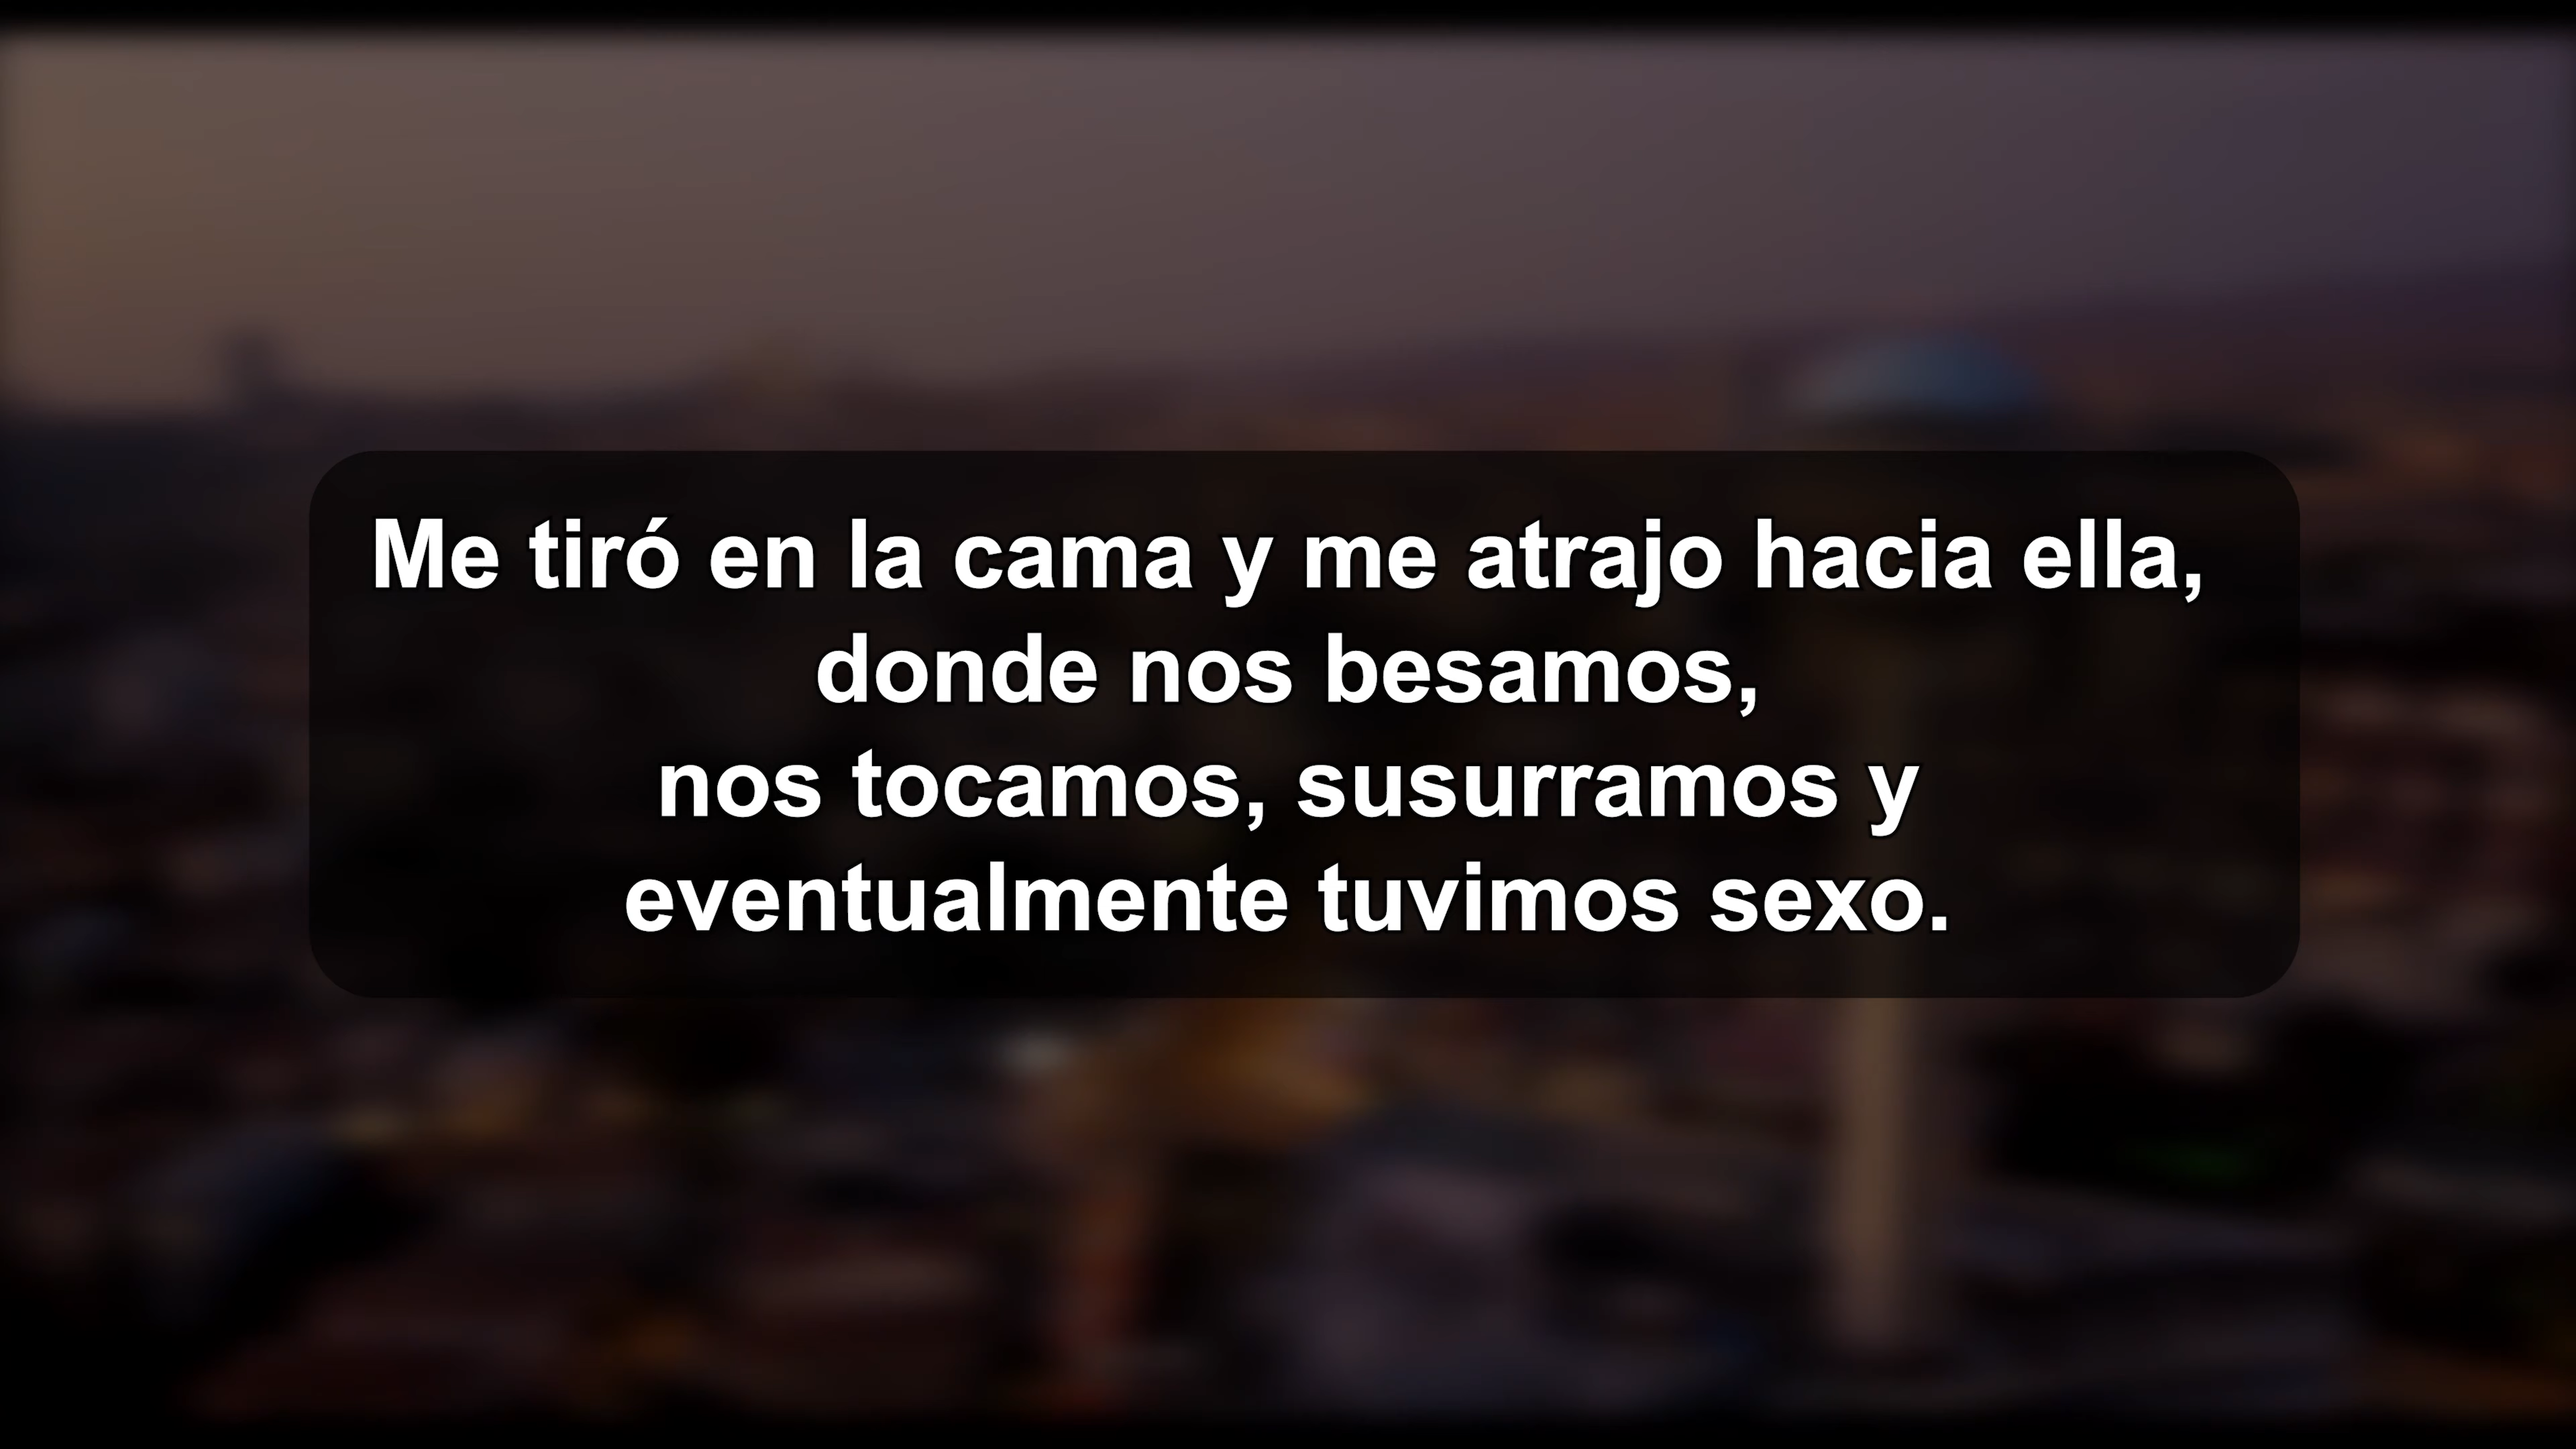 Me tiró en la cama y me atrajo hacia ella,
donde nos besamos,
nos tocamos, susurramos y
eventualmente tuvimos sexo.